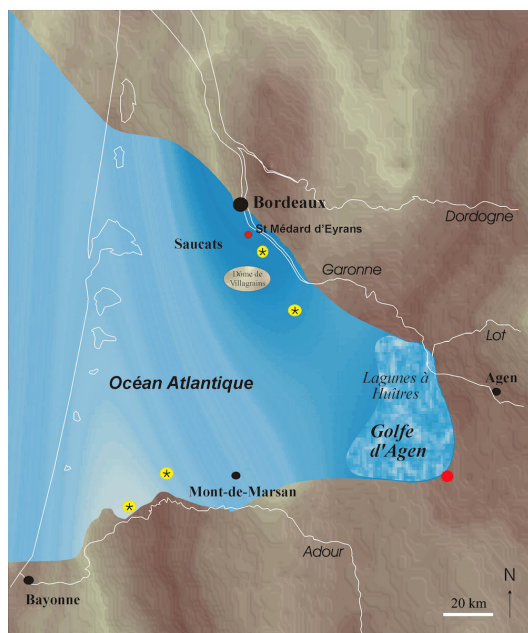 Bordeaux
St Médard d'Eyrans
Dordogne
Saucats
Garonne
Dôme de
Villagrains
Lot
Océan Atlantique
Lagunes à
Huîtres
Agen
Golfe
d'Agen
Mont-de-Marsan
Adour
Bayonne
N
20 km